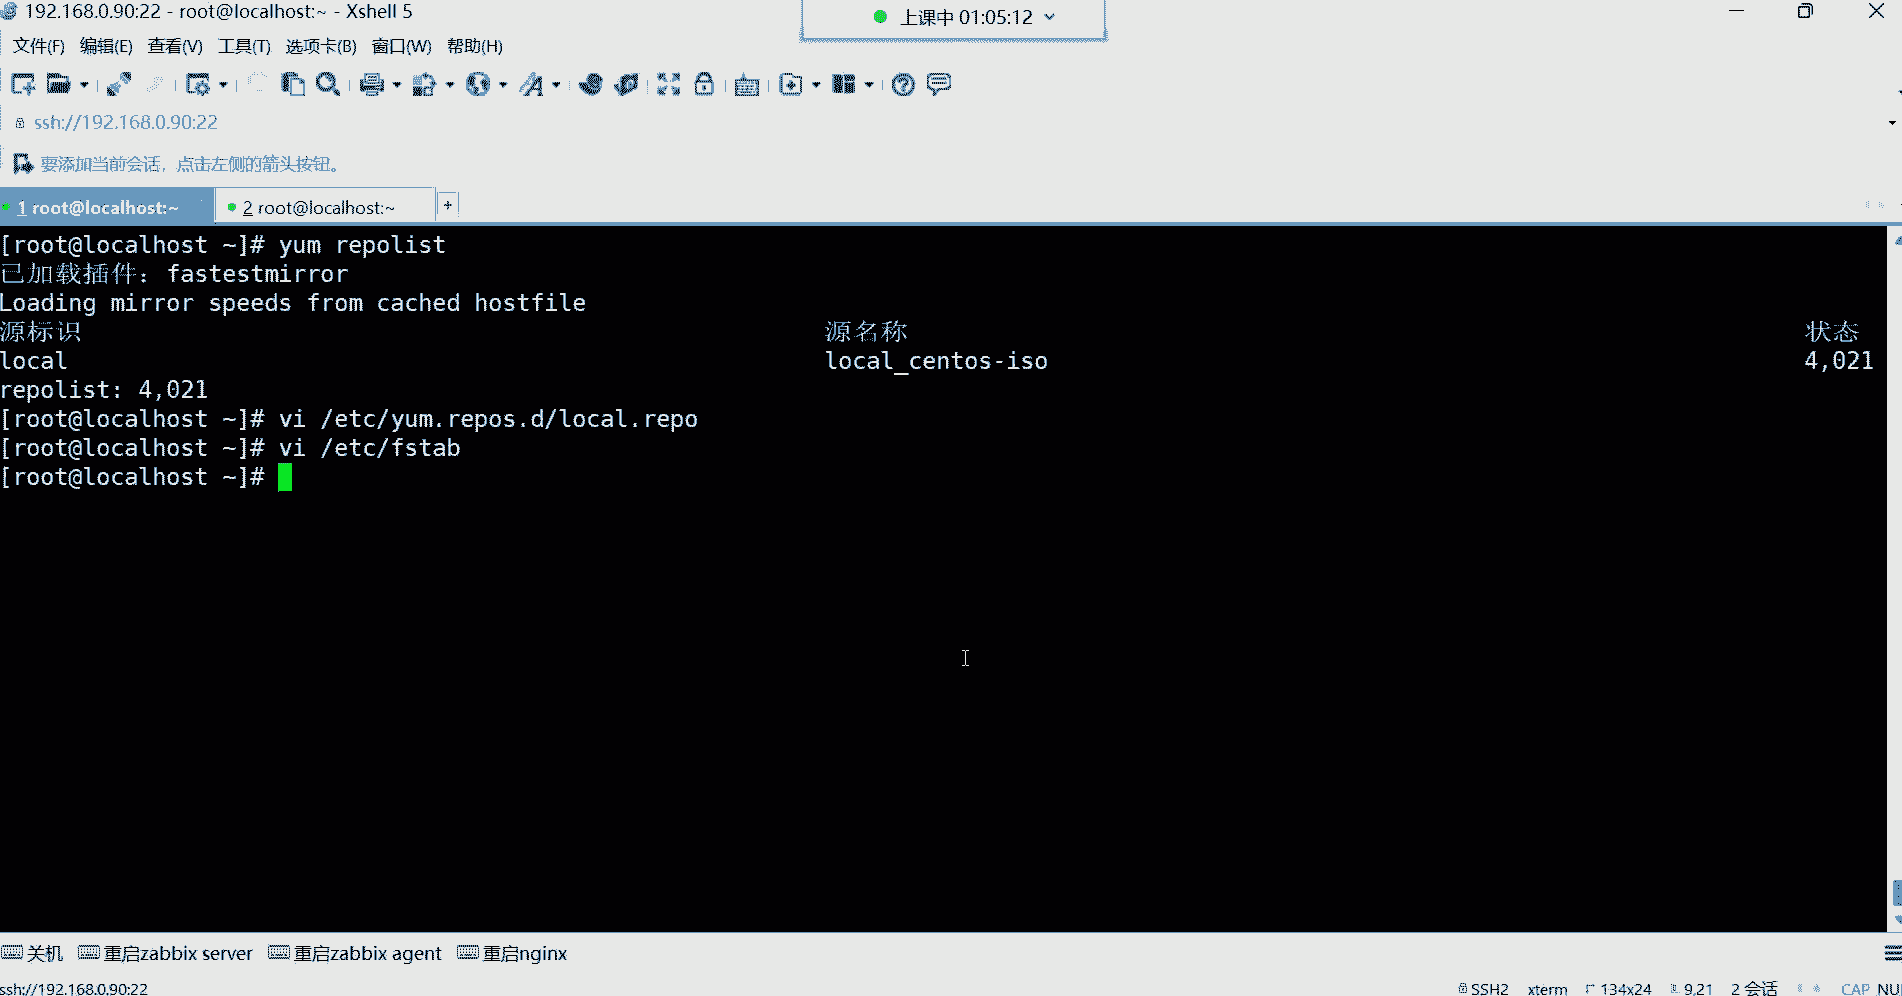 192.168.0.90:22 - root@localhost:~ - Xshell 5
上课中 01:05:12
文件(F) 编辑(E) 查看(V) 工具(T) 选项卡(B) 窗口(W) 帮助(H)
ssh://192.168.0.90:22
要添加当前会话，点击左侧的箭头按钮。
1 root@localhost:~ 2 root@localhost:~ +
[root@localhost ~]# yum repolist
已加载插件：fastestmirror
Loading mirror speeds from cached hostfile
源标识 源名称 状态
local local_centos-iso 4,021
repolist: 4,021
[root@localhost ~]# vi /etc/yum.repos.d/local.repo
[root@localhost ~]# vi /etc/fstab
[root@localhost ~]#
关机 重启zabbix server 重启zabbix agent 重启nginx
ssh://192.168.0.90:22 SSH2 xterm 134x24 9,21 2 会话 CAP NU